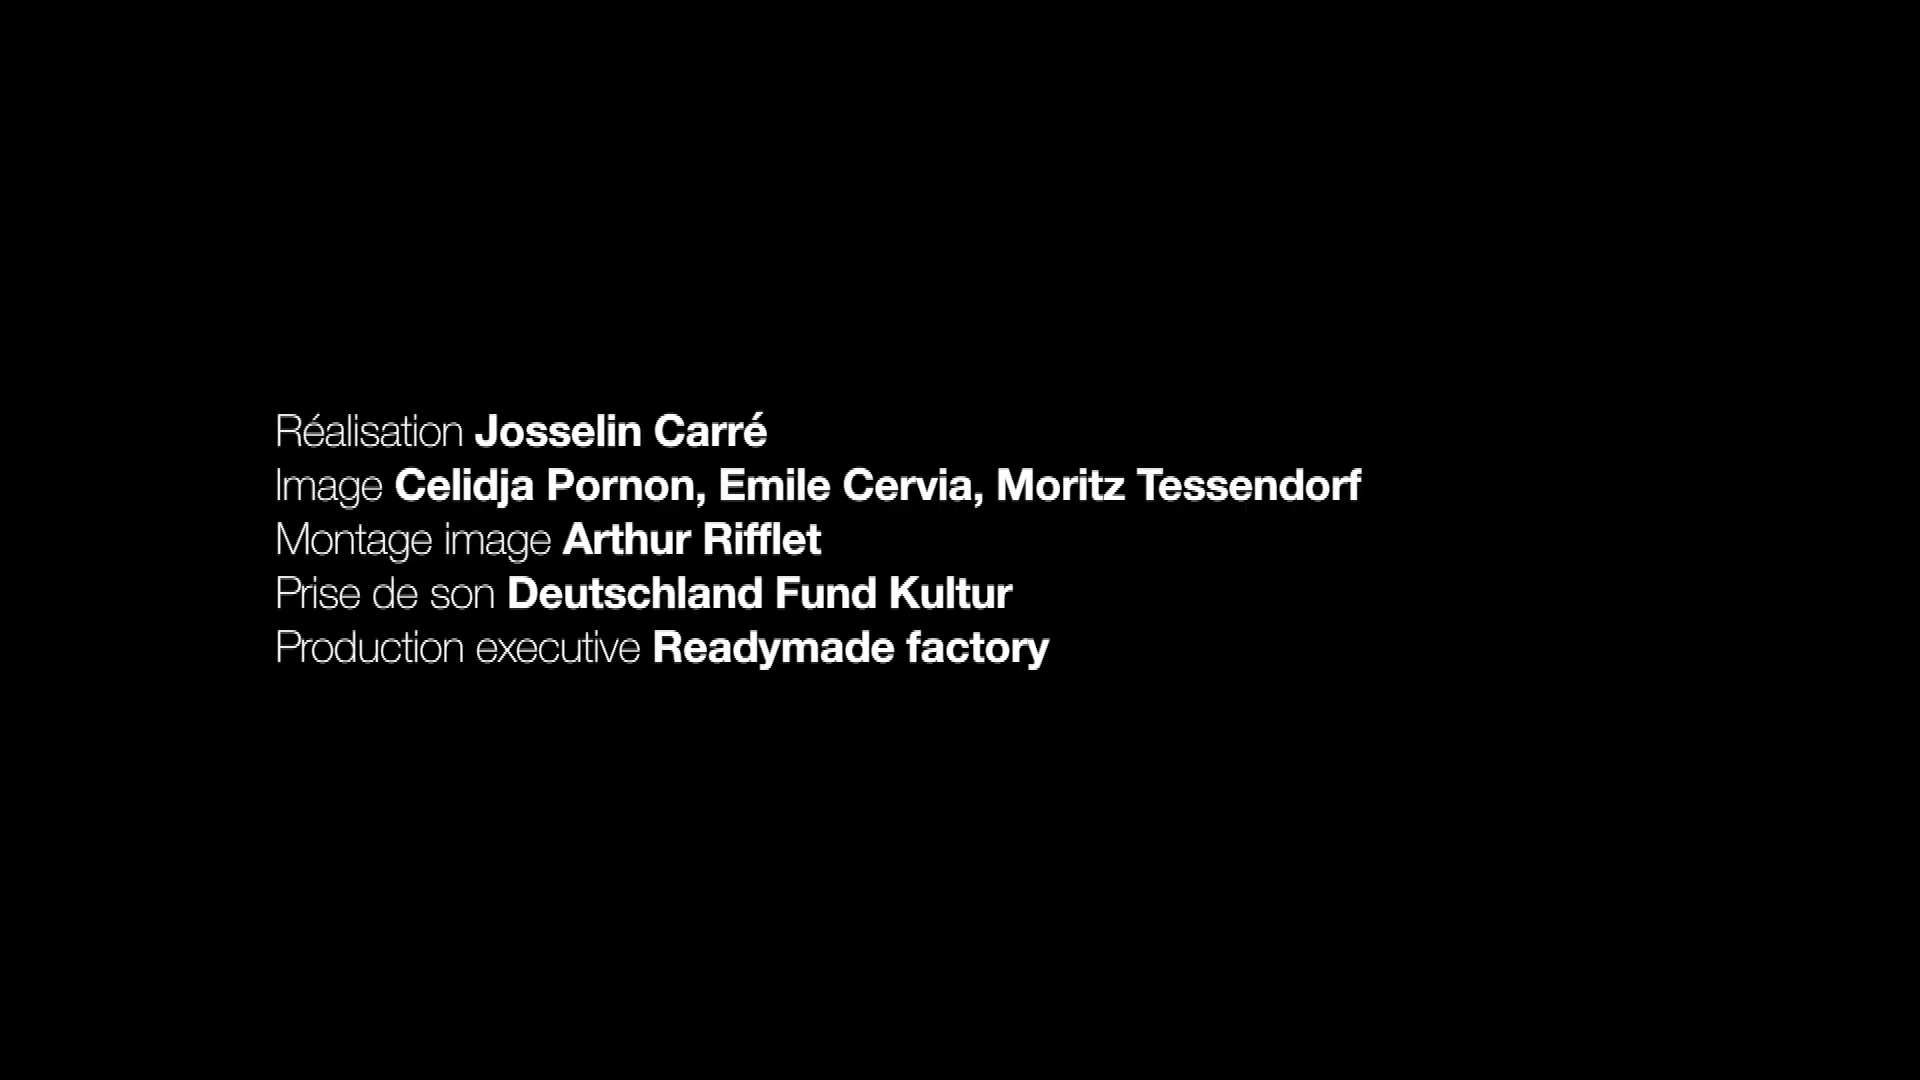 Réalisation Josselin Carré
Image Celidja Pornon, Emile Cervia, Moritz Tessendorf
Montage image Arthur Rifflet
Prise de son Deutschland Fund Kultur
Production executive Readymade factory